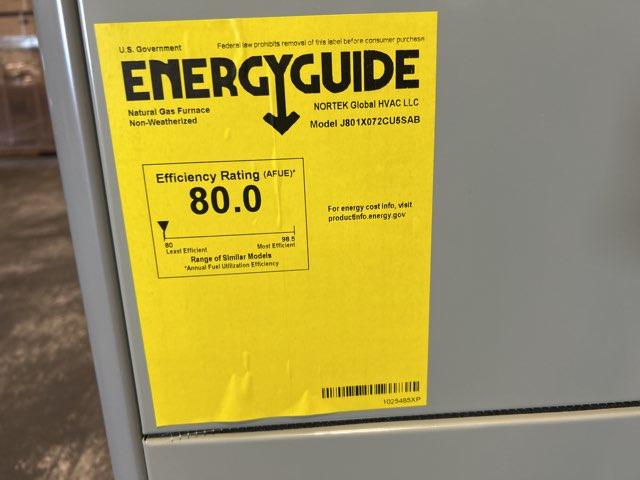 U.S. Government
Federal law prohibits removal of this label before consumer purchase
ENERGYGUIDE
Natural Gas Furnace
Non-Weatherized
NORTEK Global HVAC LLC
Model J801X072CU5SAB
Efficiency Rating (AFUE)*
80.0
80
98.5
Least Efficient
Most Efficient
Range of Similar Models
*Annual Fuel Utilization Efficiency
For energy cost info, visit
productinfo.energy.gov
1025485XP